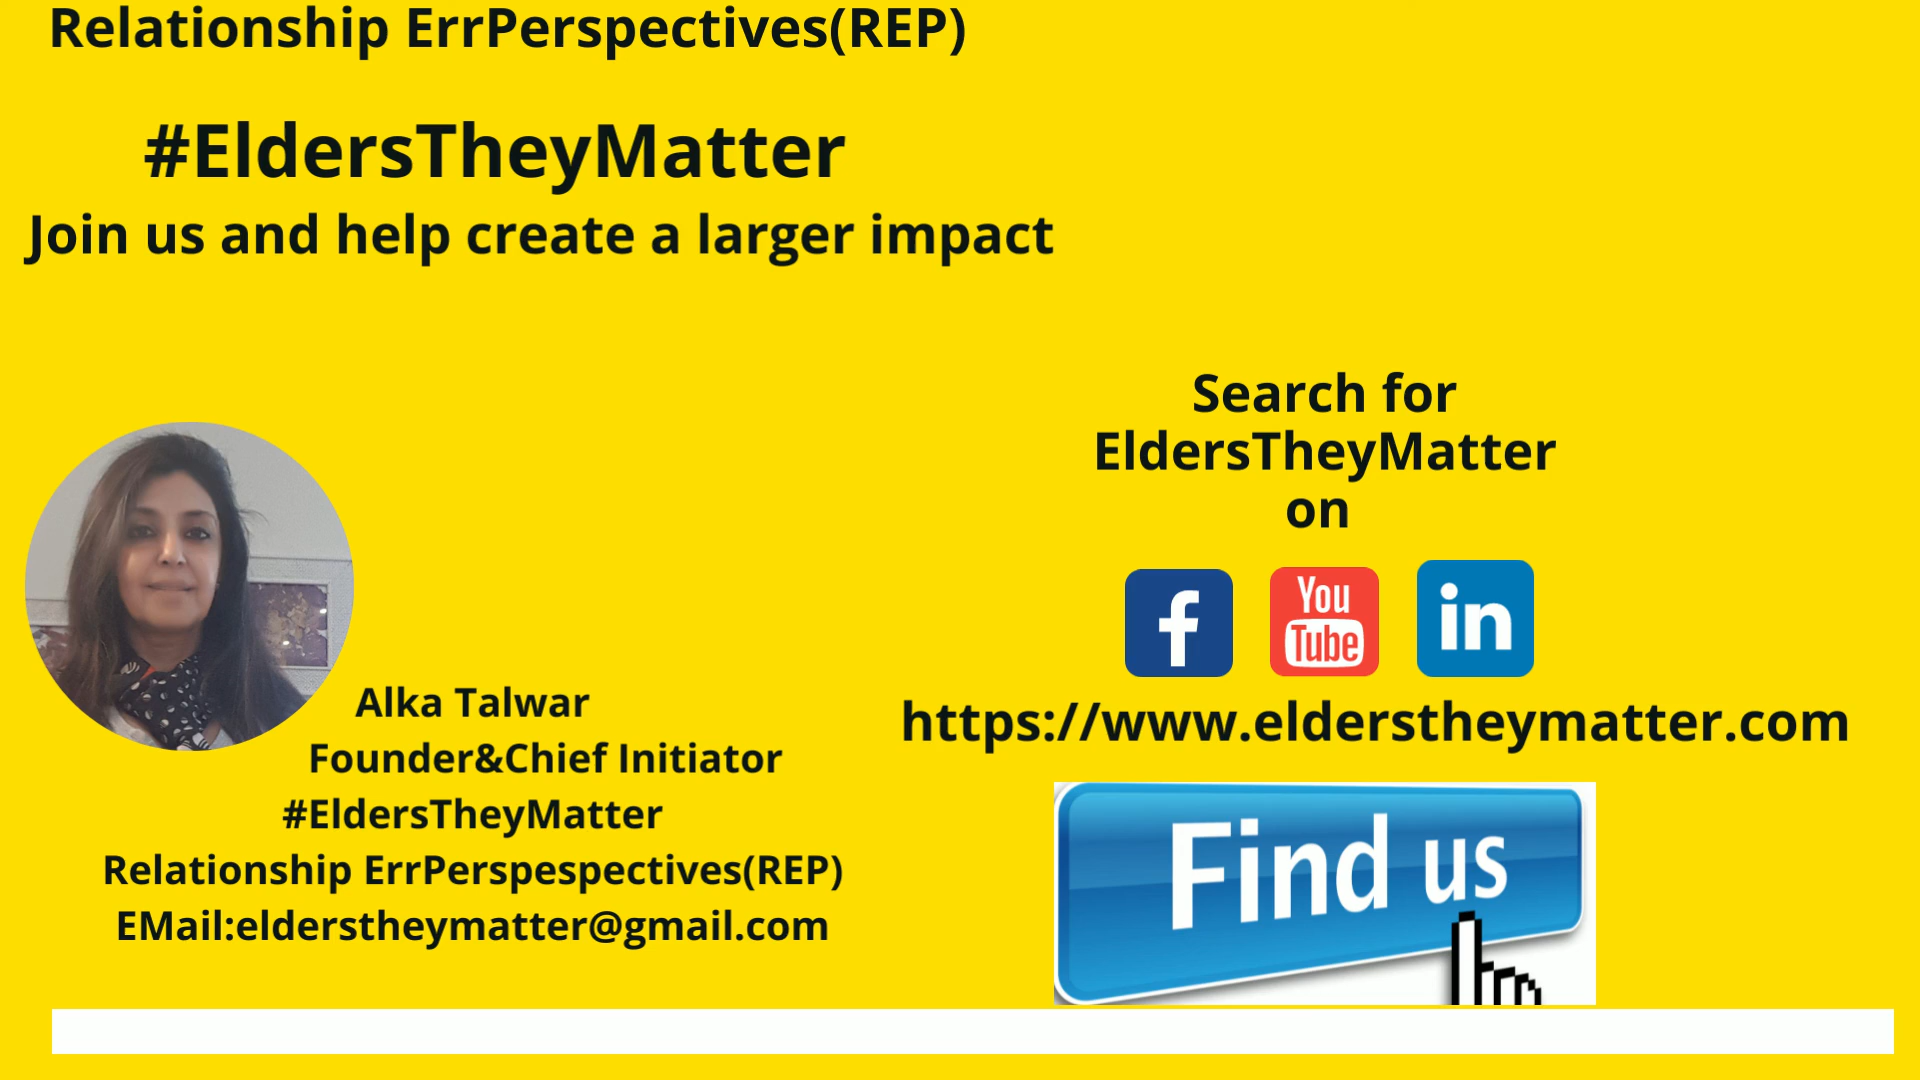 Relationship ErrPerspectives(REP)
#EldersTheyMatter
Join us and help create a larger impact
Search for
EldersTheyMatter
on
f
You
Tube
in
https://www.elderstheymatter.com
Find us
Alka Talwar
Founder&Chief Initiator
#EldersTheyMatter
Relationship ErrPerspespectives(REP)
EMail:elderstheymatter@gmail.com